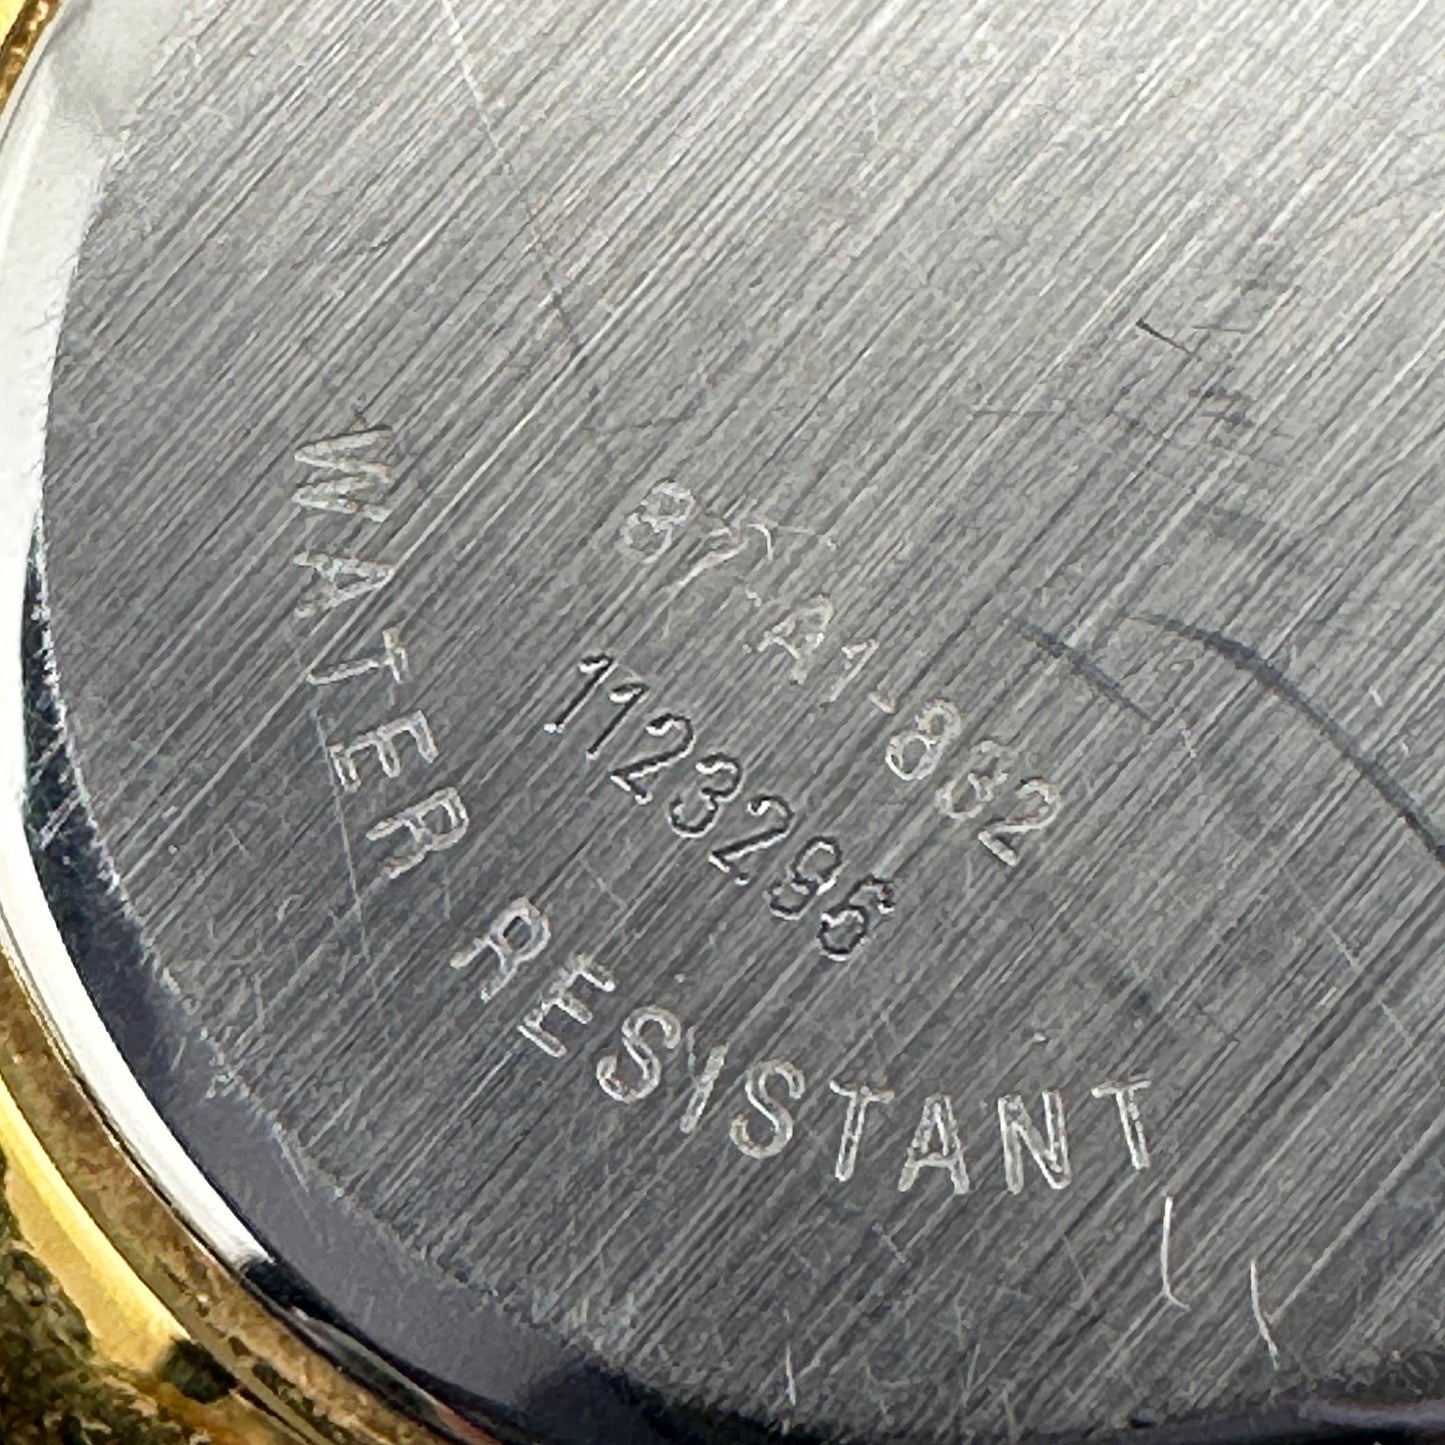 87-A1-832
1123296
WATER RESISTANT